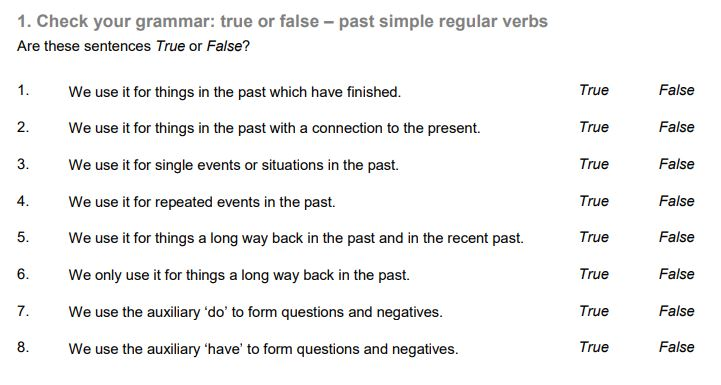 1. Check your grammar: true or false – past simple regular verbs
Are these sentences True or False?
1. We use it for things in the past which have finished. True False
2. We use it for things in the past with a connection to the present. True False
3. We use it for single events or situations in the past. True False
4. We use it for repeated events in the past. True False
5. We use it for things a long way back in the past and in the recent past. True False
6. We only use it for things a long way back in the past. True False
7. We use the auxiliary ‘do’ to form questions and negatives. True False
8. We use the auxiliary ‘have’ to form questions and negatives. True False